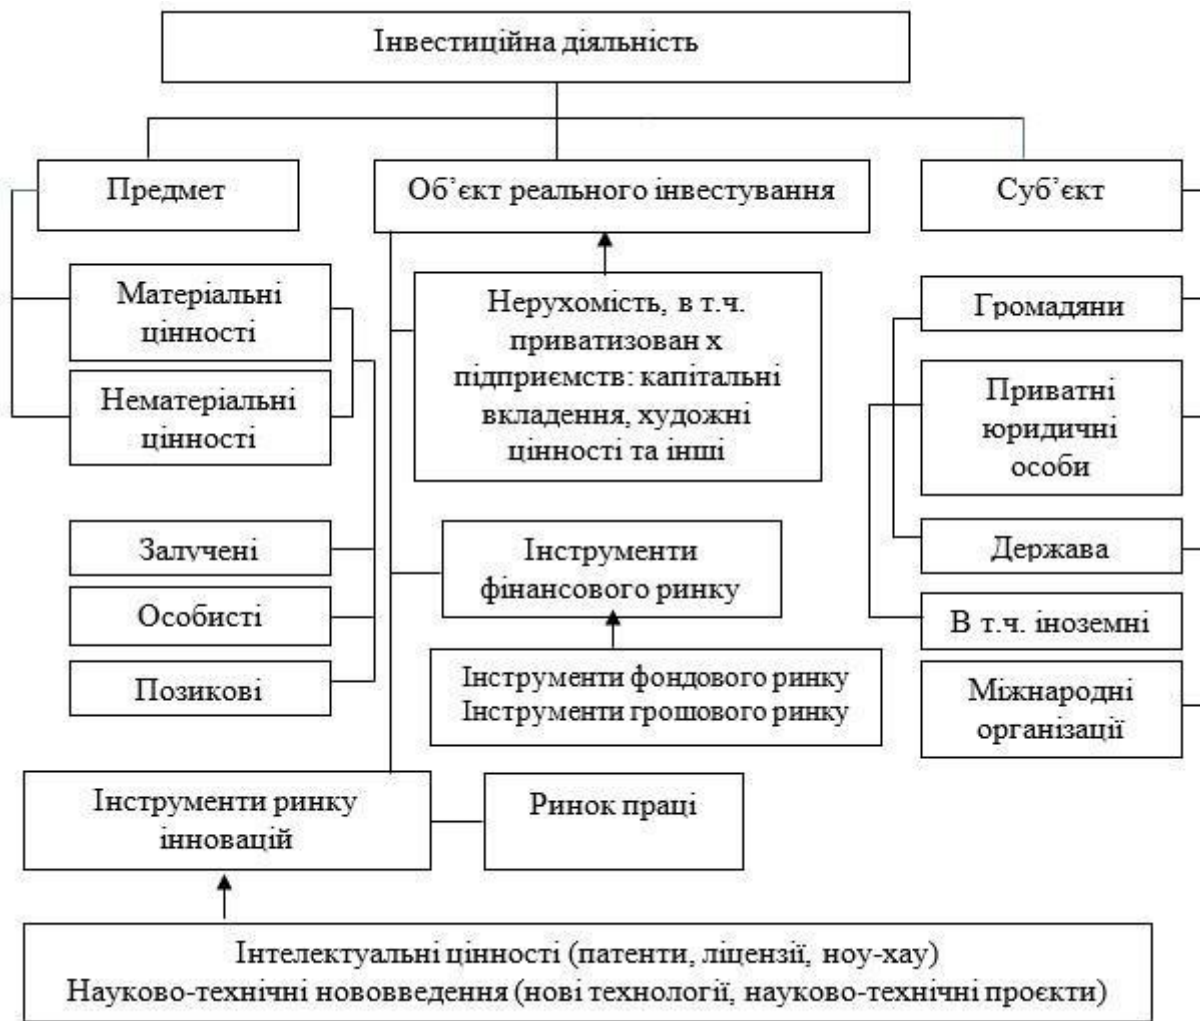 Інвестиційна діяльність
Предмет
Об’єкт реального інвестування
Суб’єкт
Матеріальні
цінності
Нематеріальні
цінності
Залучені
Особисті
Позикові
Нерухомість, в т.ч.
приватизован х
підприємств: капітальні
вкладення, художні
цінності та інші
Інструменти
фінансового ринку
Інструменти фондового ринку
Інструменти грошового ринку
Громадяни
Приватні
юридичні
особи
Держава
В т.ч. іноземні
Міжнародні
організації
Інструменти ринку
інновацій
Ринок праці
Інтелектуальні цінності (патенти, ліцензії, ноу-хау)
Науково-технічні нововведення (нові технології, науково-технічні проєкти)